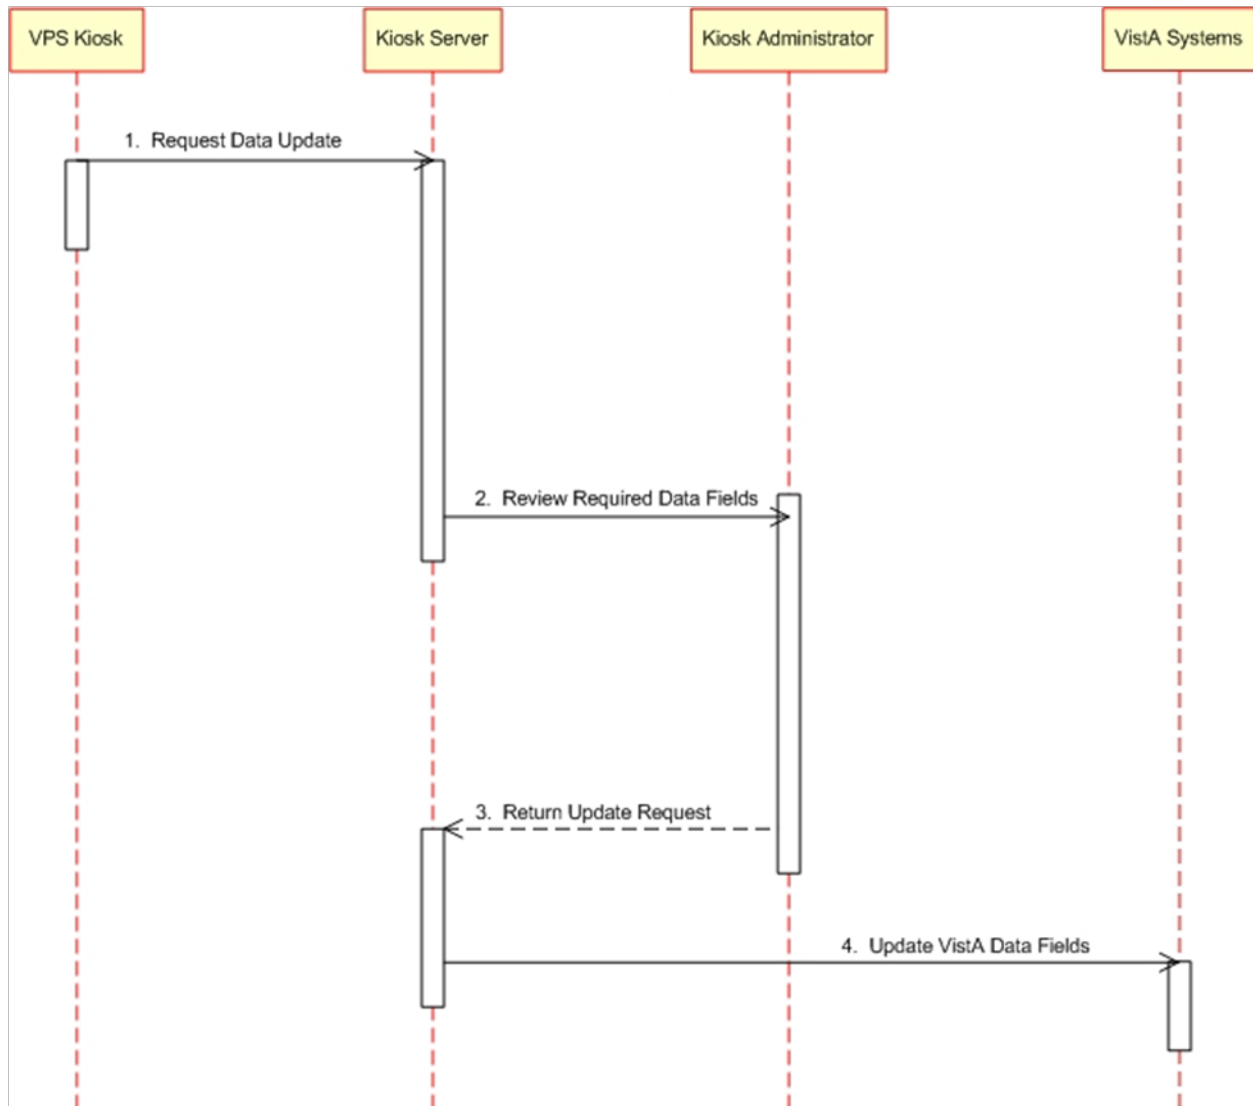 VPS Kiosk
Kiosk Server
Kiosk Administrator
VistA Systems
1. Request Data Update
2. Review Required Data Fields
3. Return Update Request
4. Update VistA Data Fields